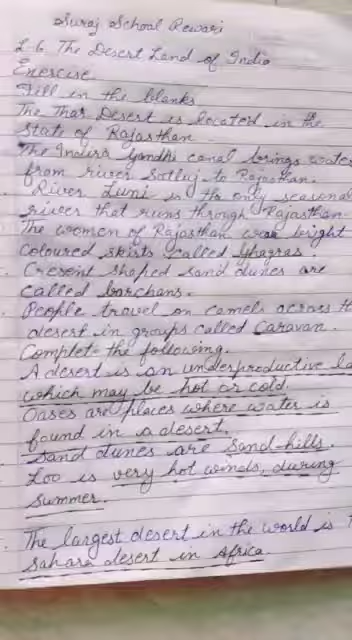 Suraj School Rewari
L-6 The Desert Land of India
Exercise
Fill in the blanks
The Thar Desert is located in the
State of Rajasthan.
The Indira Gandhi canal brings water
from river Sutluj to Rajasthan.
River Luni is the only seasonal
river that runs through Rajasthan.
The women of Rajasthan wear bright
Coloured skirts called Ghagras.
Cresent shaped sand dunes are
called barchans.
People travel on camels across th
desert in groups called Caravan.
Complete the following.
A desert is an underproductive la
which may be hot or cold.
Oases are places where water is
found in a desert.
Sand dunes are Sand-hills.
Loo is very hot winds, during
Summer.
The largest desert in the world is
sahara desert in Africa.